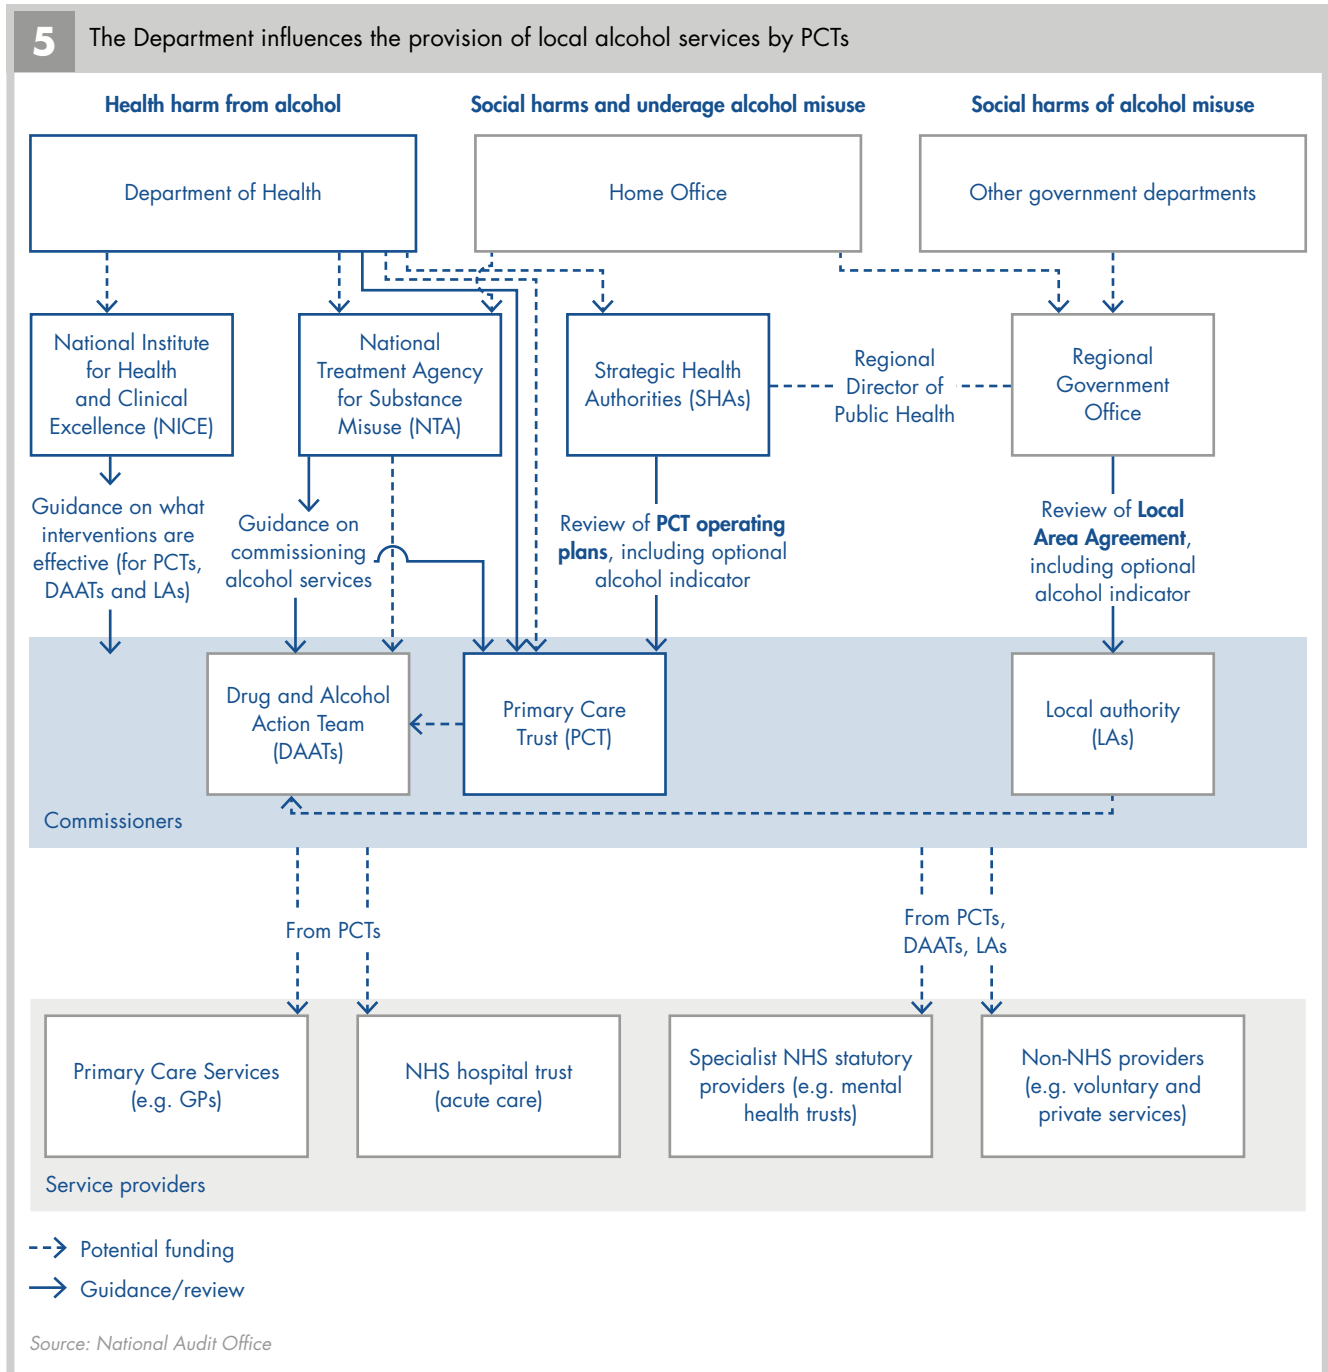 5
The Department influences the provision of local alcohol services by PCTs
Health harm from alcohol
Social harms and underage alcohol misuse
Social harms of alcohol misuse
Department of Health
Home Office
Other government departments
National Institute
for Health
and Clinical
Excellence (NICE)
National
Treatment Agency
for Substance
Misuse (NTA)
Strategic Health
Authorities (SHAs)
Regional
Director of
Public Health
Regional
Government
Office
Guidance on what
interventions are
effective (for PCTs,
DAATs and LAs)
Guidance on
commissioning
alcohol services
Review of PCT operating
plans, including optional
alcohol indicator
Review of Local
Area Agreement,
including optional
alcohol indicator
Drug and Alcohol
Action Team
(DAATs)
Primary Care
Trust (PCT)
Local authority
(LAs)
Commissioners
From PCTs
From PCTs,
DAATs, LAs
Primary Care Services
(e.g. GPs)
NHS hospital trust
(acute care)
Specialist NHS statutory
providers (e.g. mental
health trusts)
Non-NHS providers
(e.g. voluntary and
private services)
Service providers
Potential funding
Guidance/review
Source: National Audit Office